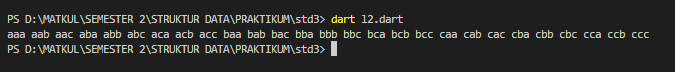 PS D:\MATKUL\SEMESTER 2\STRUKTUR DATA\PRAKTIKUM\std3> dart 12.dart
aaa aab aac aba abb abc aca acb acc baa bab bac bba bbb bbc bca bcb bcc caa cab cac cba cbb cbc cca ccb ccc
PS D:\MATKUL\SEMESTER 2\STRUKTUR DATA\PRAKTIKUM\std3>